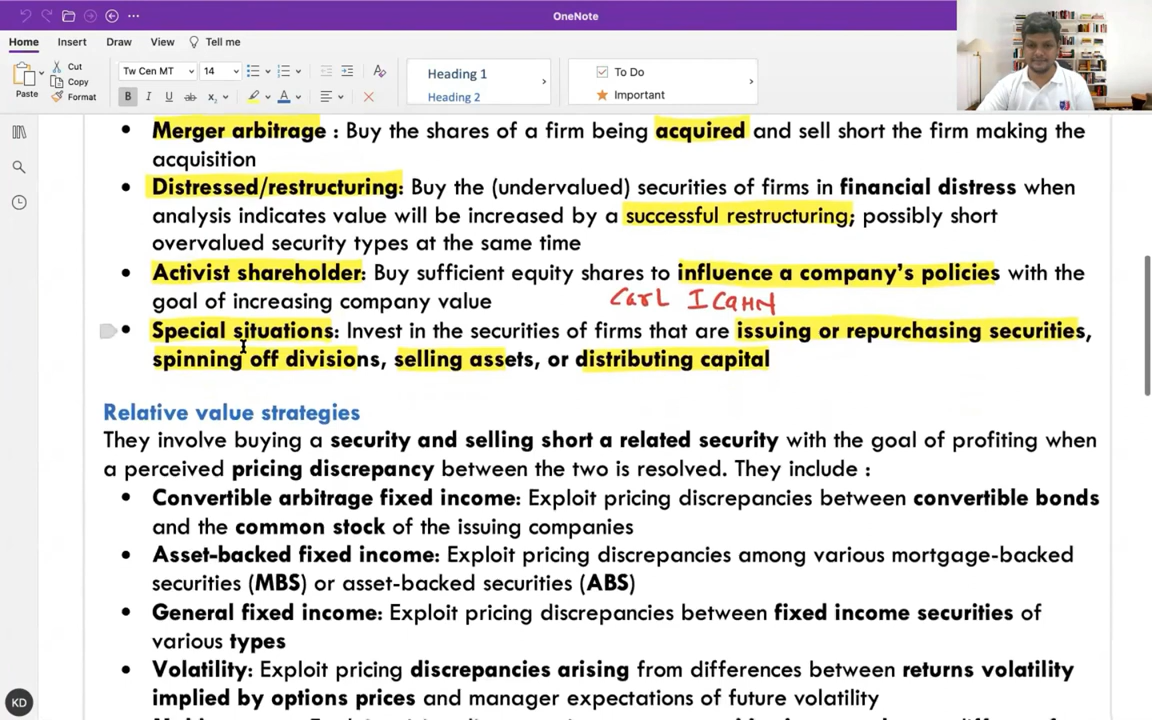 OneNote
Home Insert Draw View Tell me
Cut
Copy
Paste Format
Tw Cen MT 14
B I U ab x₂ A
Heading 1
Heading 2
To Do
Important
• Merger arbitrage : Buy the shares of a firm being acquired and sell short the firm making the
acquisition
• Distressed/restructuring: Buy the (undervalued) securities of firms in financial distress when
analysis indicates value will be increased by a successful restructuring; possibly short
overvalued security types at the same time
• Activist shareholder: Buy sufficient equity shares to influence a company's policies with the
goal of increasing company value
Carl ICAHN
• Special situations: Invest in the securities of firms that are issuing or repurchasing securities,
spinning off divisions, selling assets, or distributing capital
Relative value strategies
They involve buying a security and selling short a related security with the goal of profiting when
a perceived pricing discrepancy between the two is resolved. They include :
• Convertible arbitrage fixed income: Exploit pricing discrepancies between convertible bonds
and the common stock of the issuing companies
• Asset-backed fixed income: Exploit pricing discrepancies among various mortgage-backed
securities (MBS) or asset-backed securities (ABS)
• General fixed income: Exploit pricing discrepancies between fixed income securities of
various types
• Volatility: Exploit pricing discrepancies arising from differences between returns volatility
implied by options prices and manager expectations of future volatility
KD